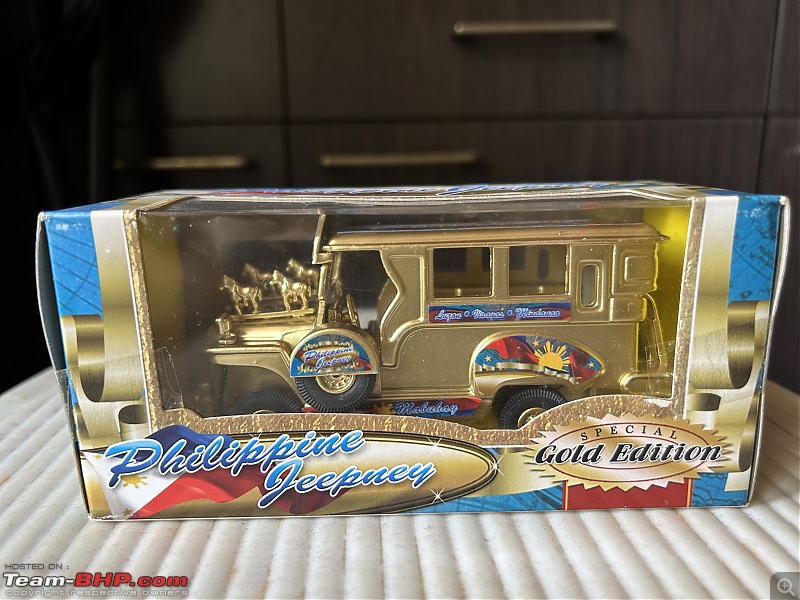 Luzon • Visayas • Mindanao
Philippine
Jeepney
Mabuhay
Philippine
Jeepney
SPECIAL
Gold Edition
HOSTED ON :
Team-BHP.com
copyright respective owners